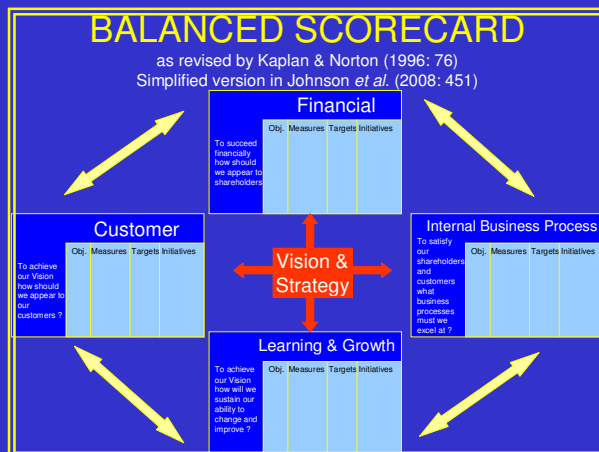 BALANCED SCORECARD
as revised by Kaplan & Norton (1996: 76)
Simplified version in Johnson et al. (2008: 451)
Financial
Obj. Measures Targets Initiatives
To succeed
financially
how should
we appear to
shareholders
Customer
Obj. Measures Targets Initiatives
To achieve
our Vision
how should
we appear to
our
customers ?
Vision &
Strategy
Internal Business Process
Obj. Measures Targets Initiatives
To satisfy
our
shareholders
and
customers
what
business
processes
must we
excel at ?
Learning & Growth
Obj. Measures Targets Initiatives
To achieve
our Vision
how will we
sustain our
ability to
change and
improve ?